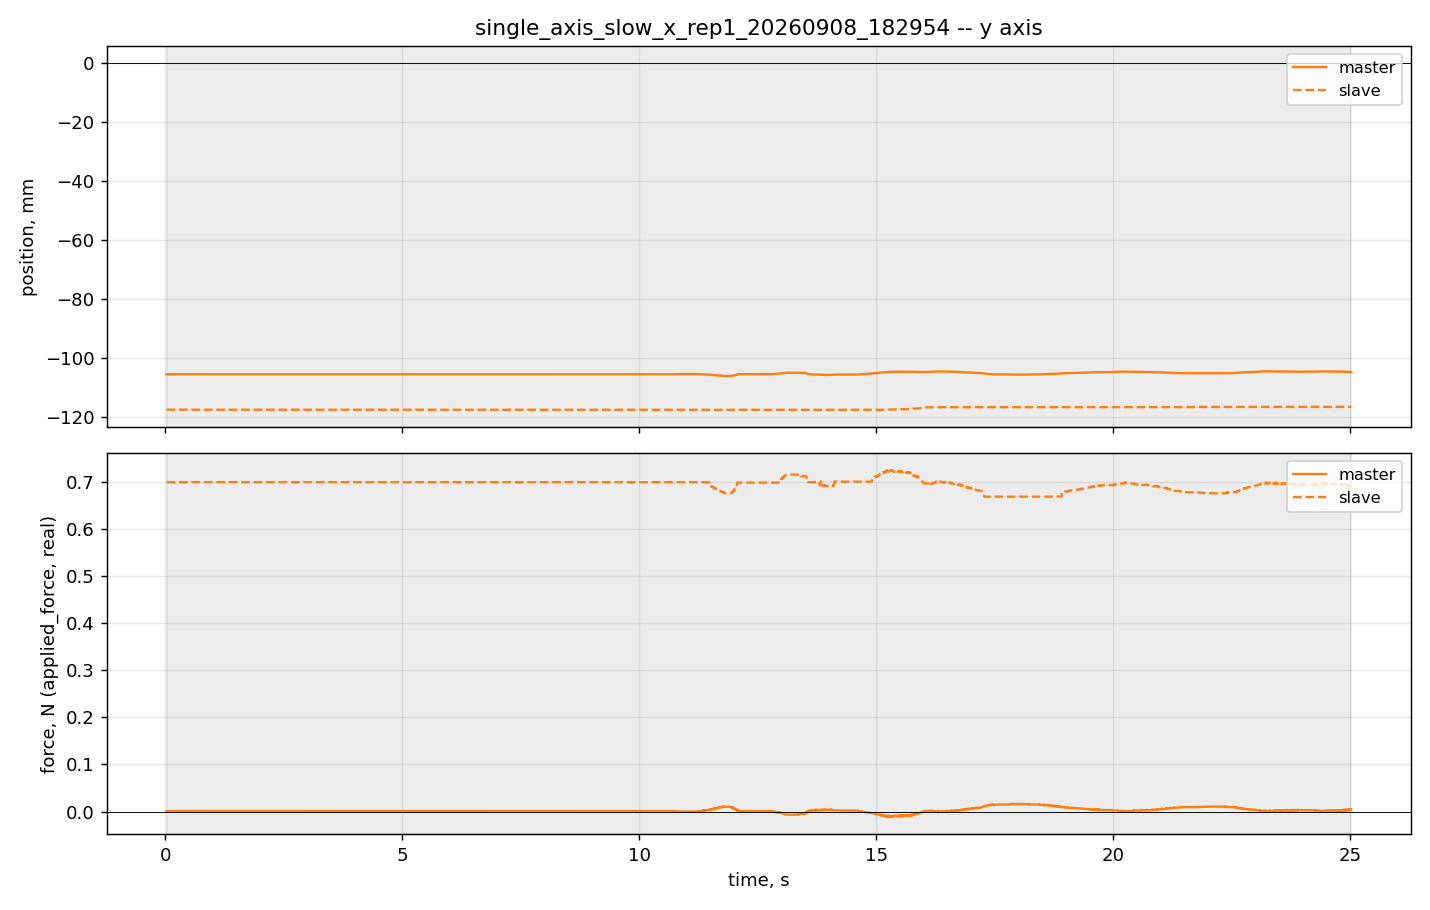 single_axis_slow_x_rep1_20260908_182954 -- y axis
position, mm
0
−20
−40
−60
−80
−100
−120
master
slave
force, N (applied_force, real)
0.7
0.6
0.5
0.4
0.3
0.2
0.1
0.0
master
slave
0 5 10 15 20 25
time, s